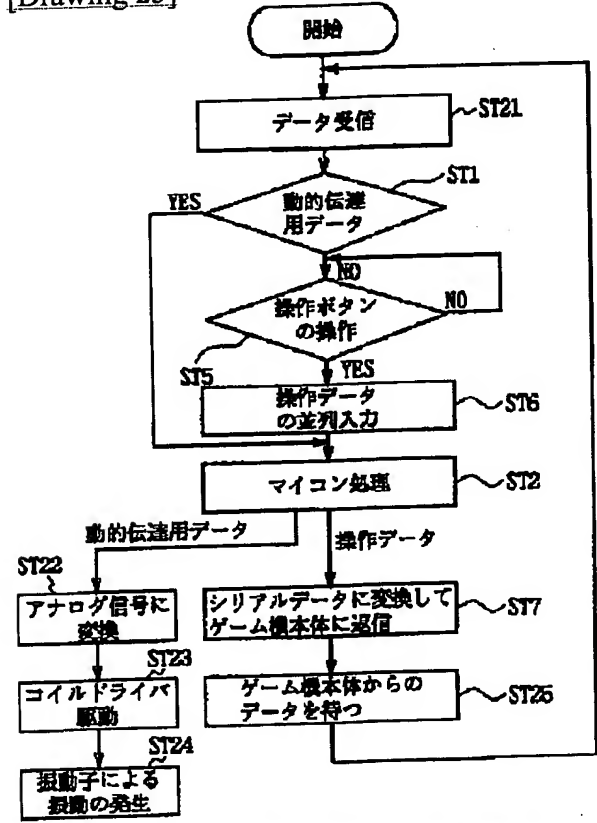 [Drawing 25]
開始
データ受信
ST21
ST1
YES
動的伝達
用データ
NO
操作ボタン
の操作
NO
ST5
YES
操作データ
の並列入力
ST6
マイコン処理
ST2
動的伝達用データ
操作データ
ST22
アナログ信号に
変換
シリアルデータに変換して
ゲーム機本体に返信
ST7
ST23
コイルドライバ
駆動
ゲーム機本体からの
データを待つ
ST25
ST24
振動子による
振動の発生